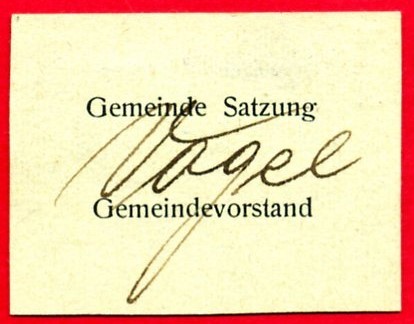 Gemeinde Satzung
Vogel
Gemeindevorstand